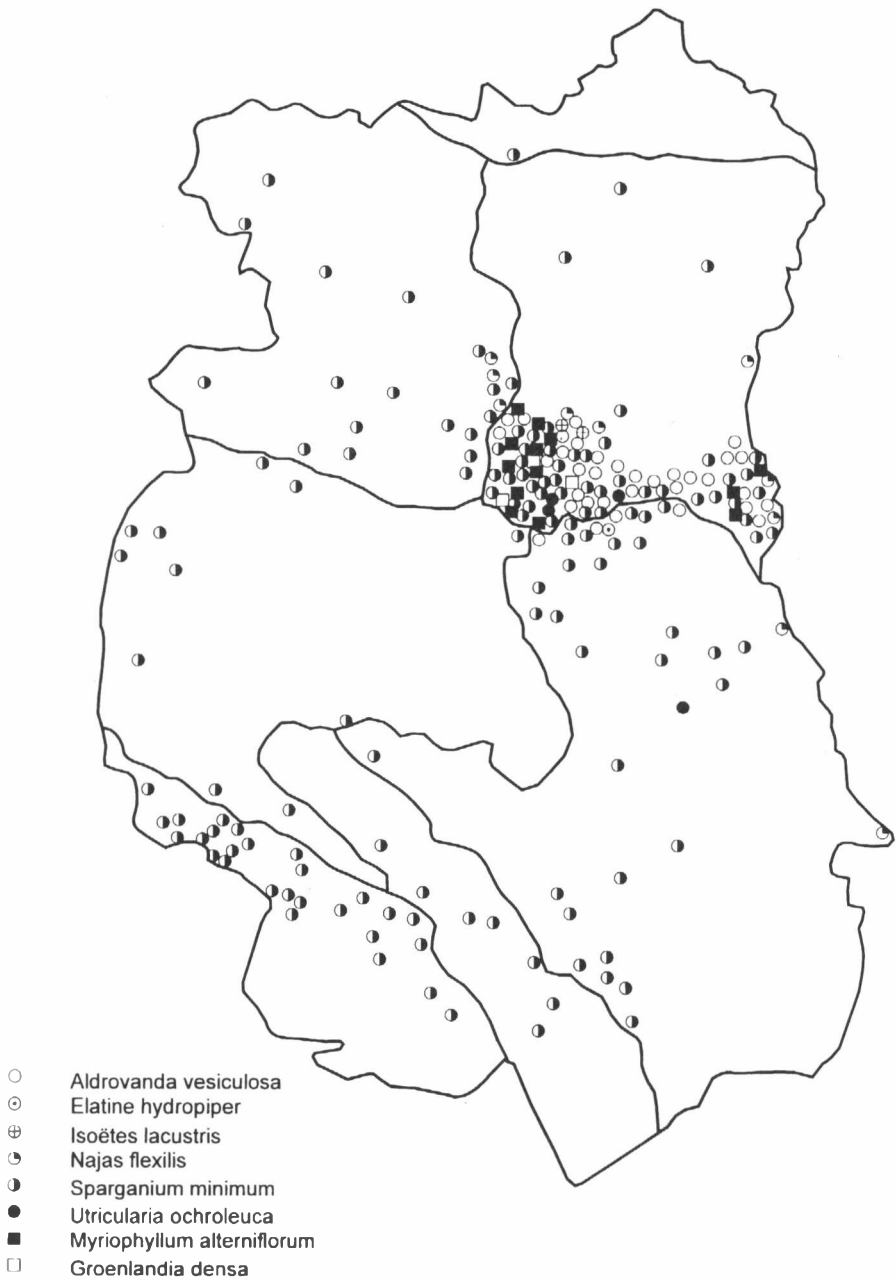 Aldrovanda vesiculosa
Elatine hydropiper
Isoëtes lacustris
Najas flexilis
Sparganium minimum
Utricularia ochroleuca
Myriophyllum alterniflorum
Groenlandia densa